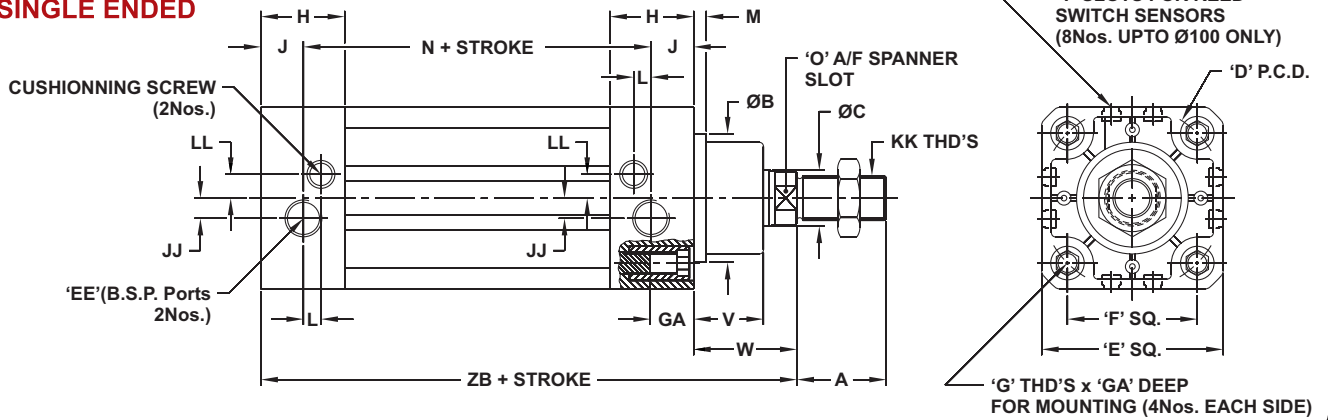 SINGLE ENDED
H
H
M
SWITCH SENSORS
(8Nos. UPTO Ø100 ONLY)
J
N + STROKE
J
'O' A/F SPANNER
SLOT
'D' P.C.D.
L
CUSHIONNING SCREW
(2Nos.)
ØB
ØC
LL
LL
KK THD'S
JJ
JJ
'EE'(B.S.P. Ports
2Nos.)
L
GA
V
'F' SQ.
W
'E' SQ.
ZB + STROKE
A
'G' THD'S x 'GA' DEEP
FOR MOUNTING (4Nos. EACH SIDE)